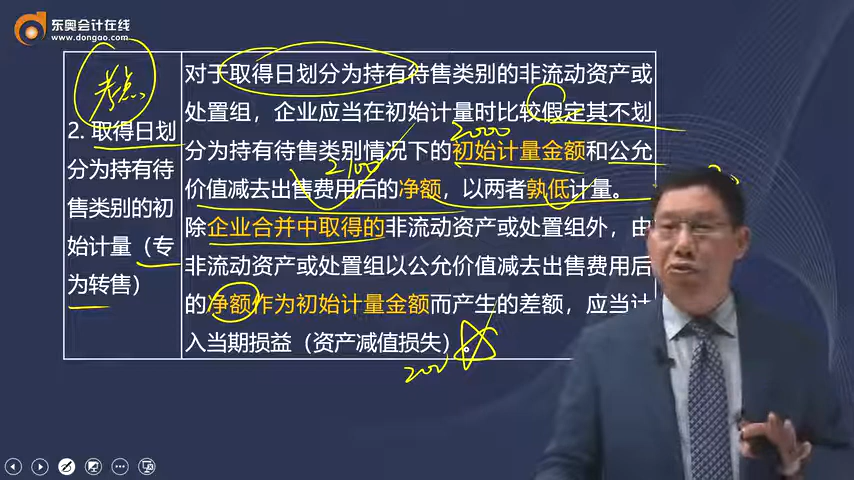 东奥会计在线
www.dongao.com
考点
2. 取得日划
分为持有待
售类别的初
始计量（专
为转售）
对于取得日划分为持有待售类别的非流动资产或
处置组，企业应当在初始计量时比较假定其不划
2000
分为持有待售类别情况下的初始计量金额和公允
2100
价值减去出售费用后的净额，以两者孰低计量。
除企业合并中取得的非流动资产或处置组外，由
非流动资产或处置组以公允价值减去出售费用后
的净额作为初始计量金额而产生的差额，应当计
入当期损益（资产减值损失）。
200